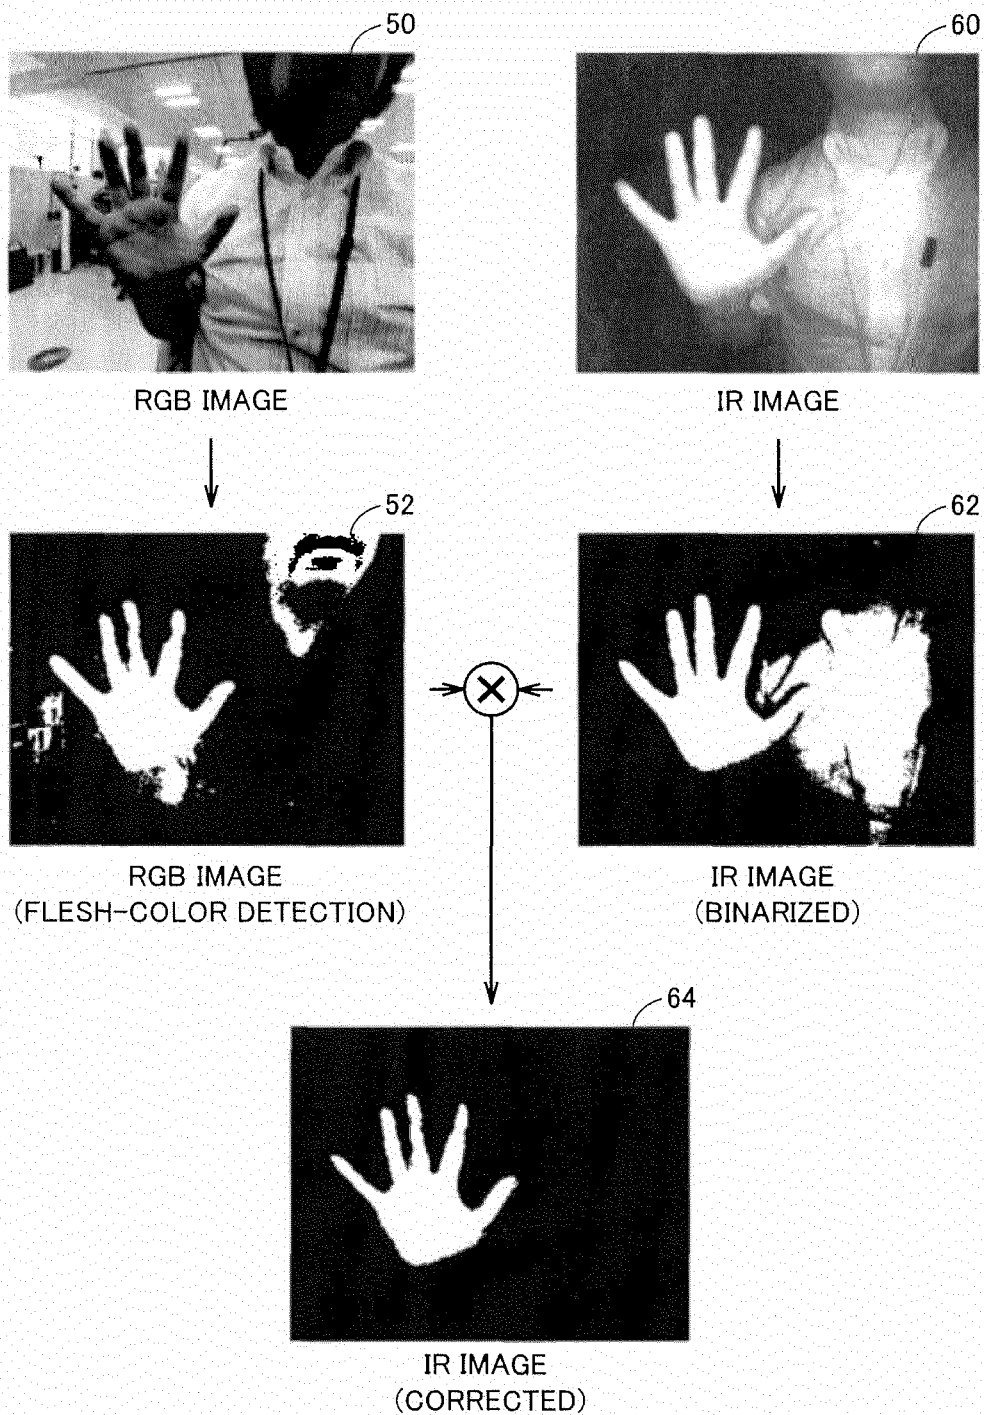 50
60
RGB IMAGE
IR IMAGE
52
62
RGB IMAGE
(FLESH-COLOR DETECTION)
IR IMAGE
(BINARIZED)
64
IR IMAGE
(CORRECTED)